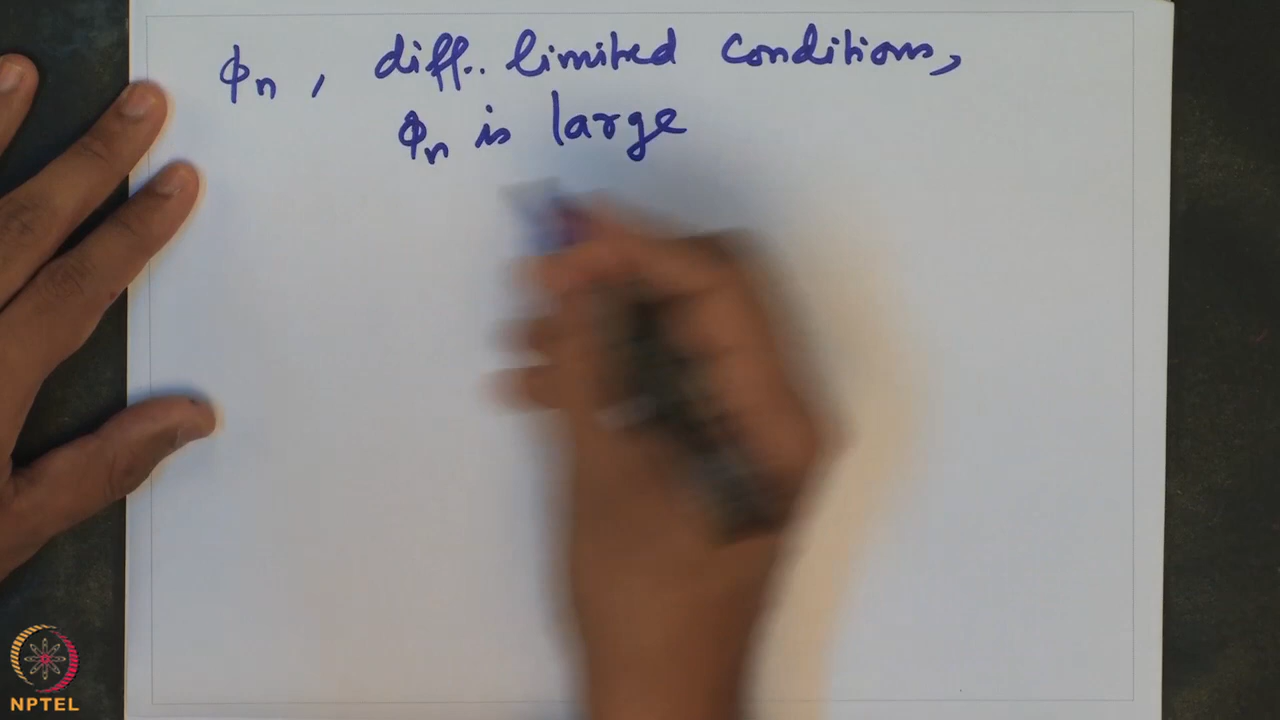 ϕn , diff.. limited conditions,
ϕn is large
NPTEL